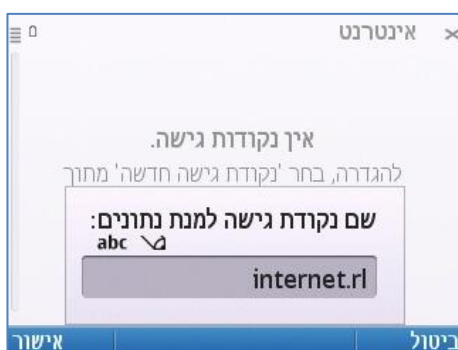 אינטרנט
אין נקודות גישה.
להגדרה, בחר 'נקודת גישה חדשה' מתוך
שם נקודת גישה למנת נתונים:
abc
internet.rl
ביטול
אישור